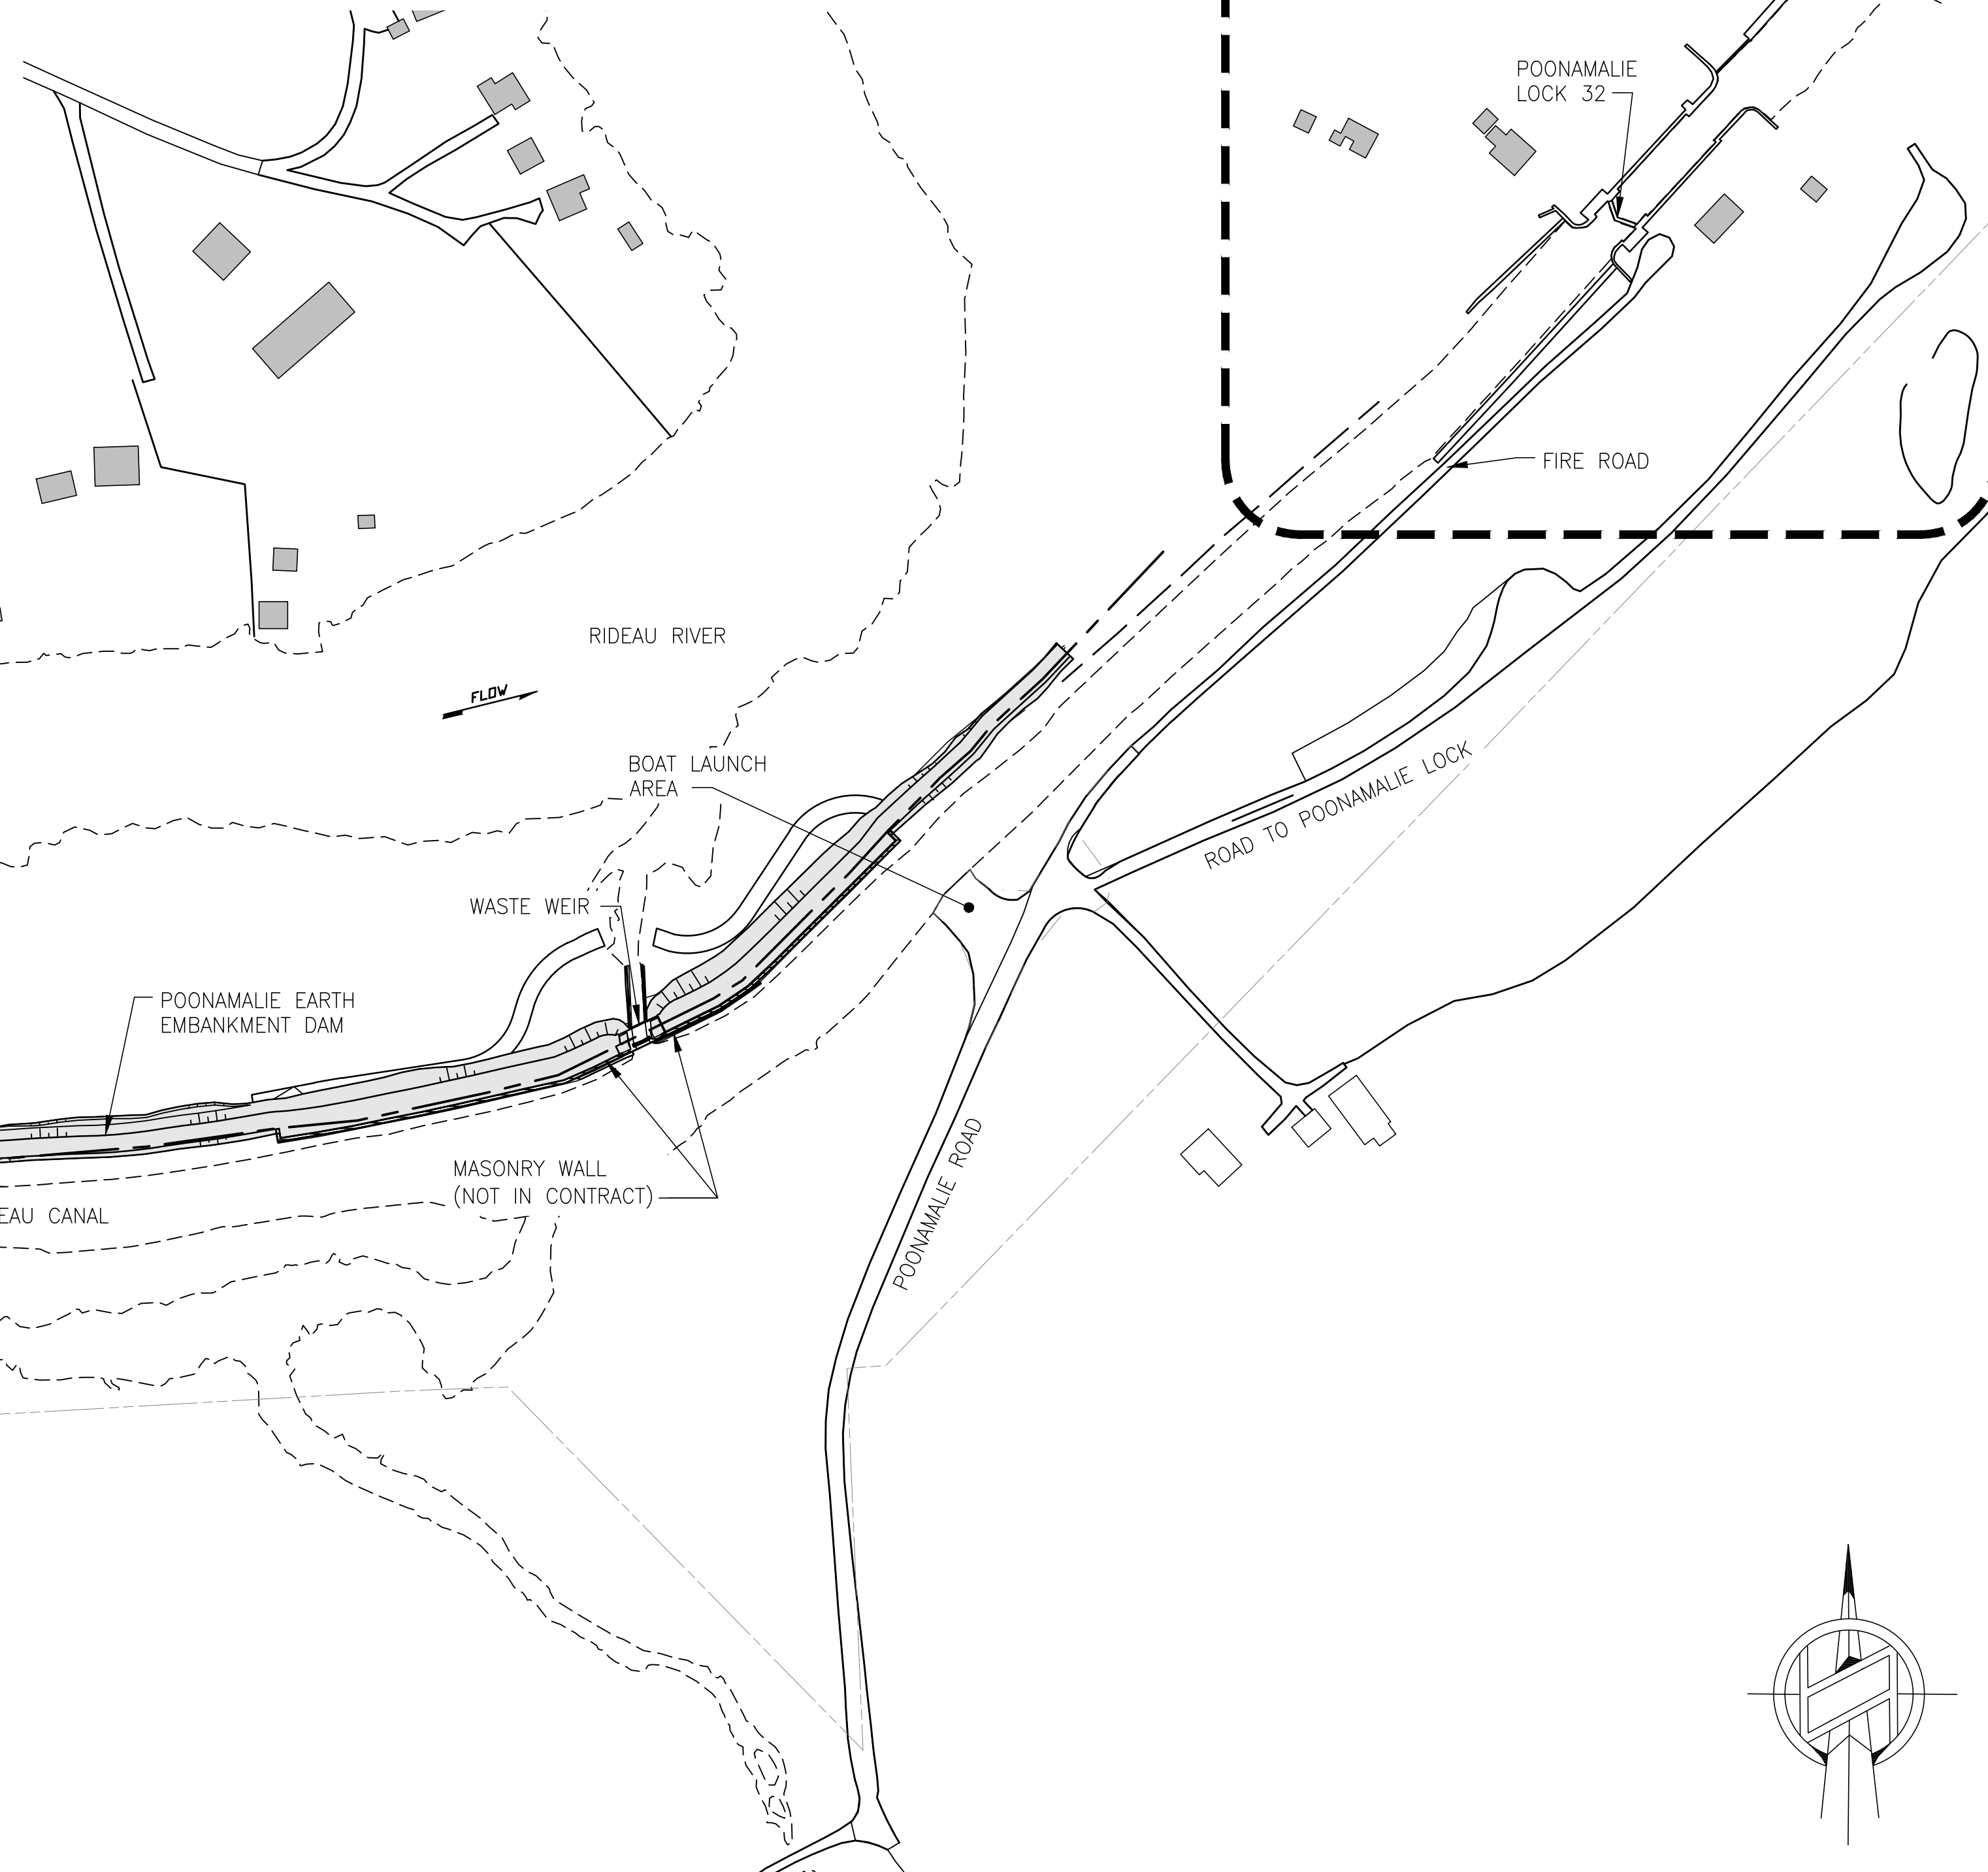 POONAMALIE
LOCK 32
FIRE ROAD
RIDEAU RIVER
FLOW
BOAT LAUNCH
AREA
ROAD TO POONAMALIE LOCK
WASTE WEIR
POONAMALIE EARTH
EMBANKMENT DAM
MASONRY WALL
(NOT IN CONTRACT)
POONAMALIE ROAD
EAU CANAL